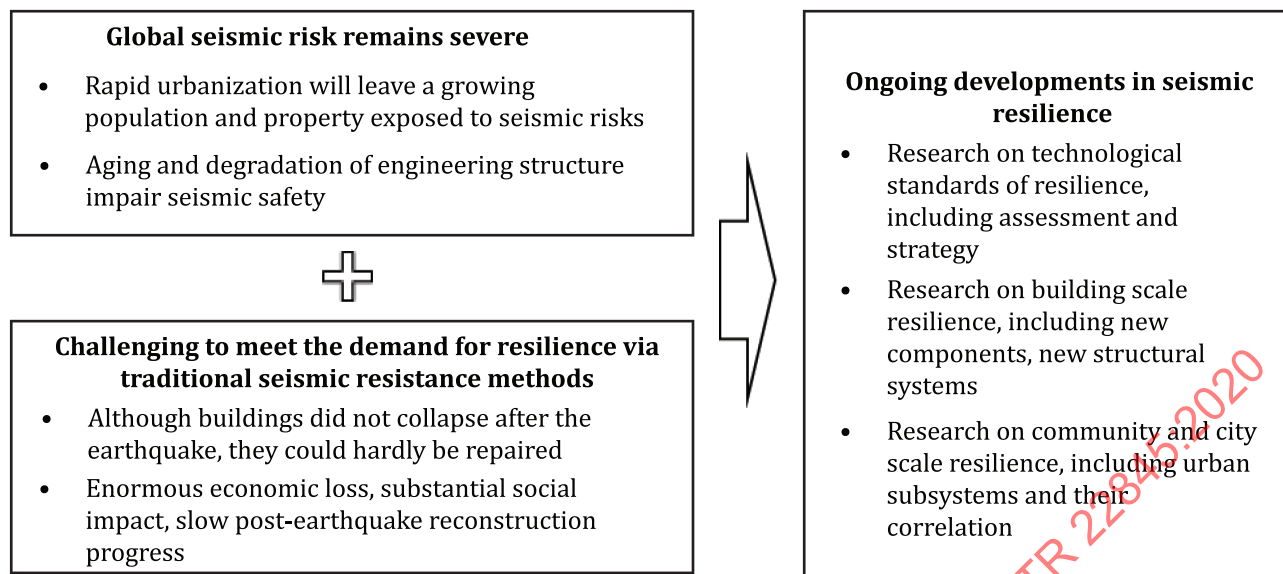 Global seismic risk remains severe
• Rapid urbanization will leave a growing
population and property exposed to seismic risks
• Aging and degradation of engineering structure
impair seismic safety
Challenging to meet the demand for resilience via
traditional seismic resistance methods
• Although buildings did not collapse after the
earthquake, they could hardly be repaired
• Enormous economic loss, substantial social
impact, slow post-earthquake reconstruction
progress
Ongoing developments in seismic
resilience
• Research on technological
standards of resilience,
including assessment and
strategy
• Research on building scale
resilience, including new
components, new structural
systems
• Research on community and city
scale resilience, including urban
subsystems and their
correlation
TR 22845:2020